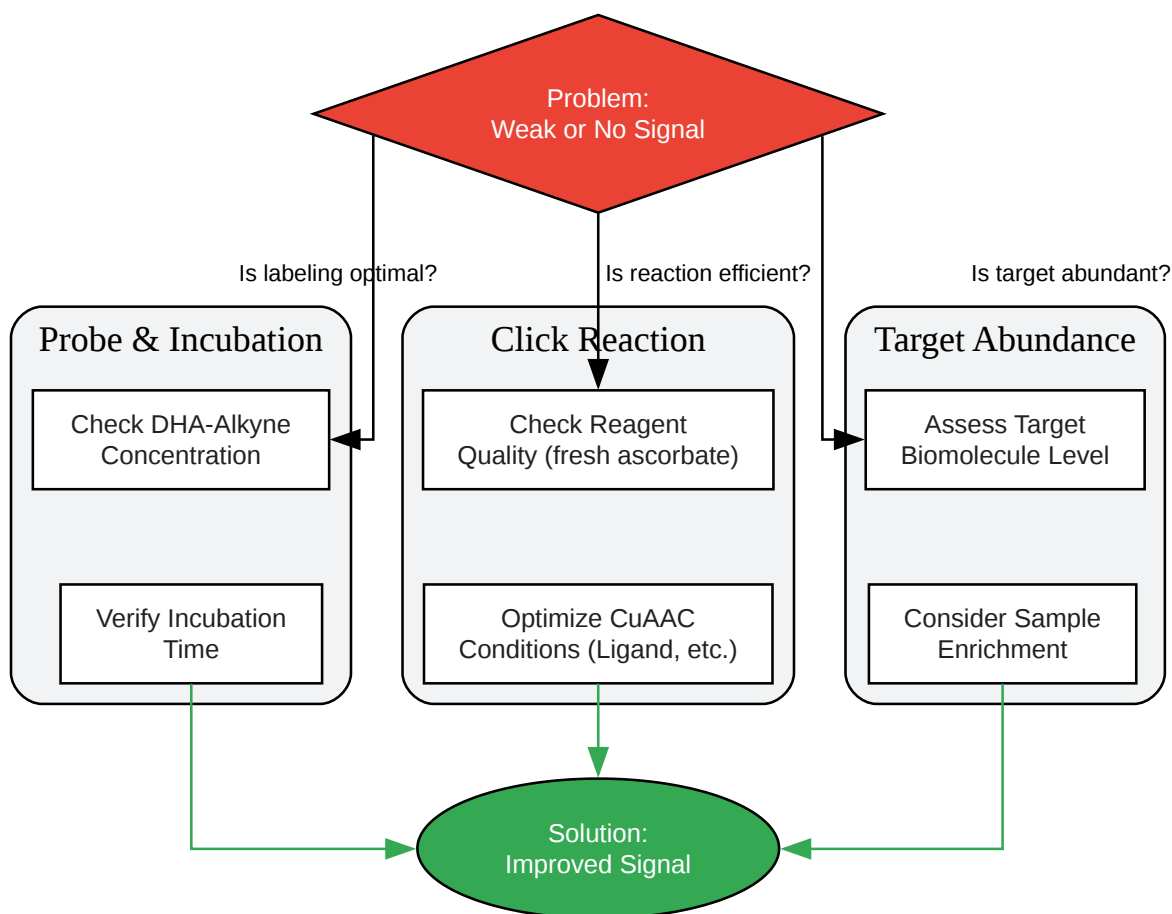 Problem:
Weak or No Signal
Is labeling optimal?
Is reaction efficient?
Is target abundant?
Probe & Incubation
Click Reaction
Target Abundance
Check DHA-Alkyne
Concentration
Check Reagent
Quality (fresh ascorbate)
Assess Target
Biomolecule Level
Verify Incubation
Time
Optimize CuAAC
Conditions (Ligand, etc.)
Consider Sample
Enrichment
Solution:
Improved Signal